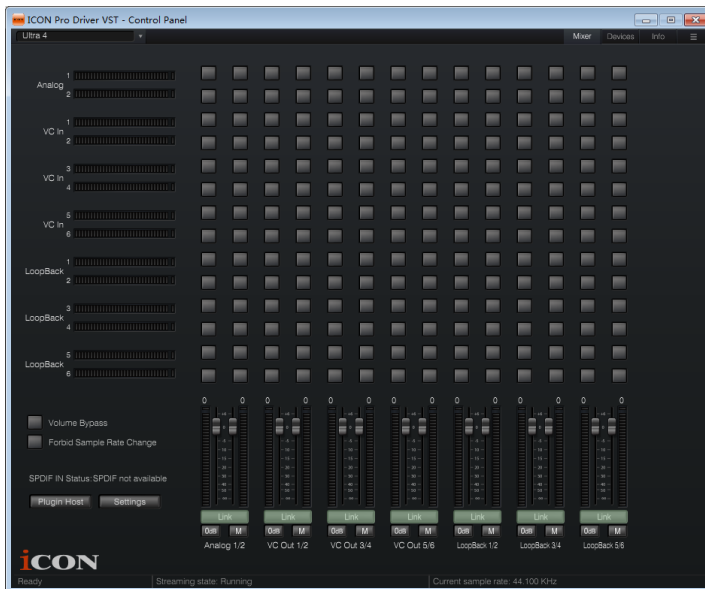 ICON Pro Driver VST - Control Panel
Ultra 4
Mixer Devices Info
Analog 1
2
VC In 1
2
VC In 3
4
VC In 5
6
LoopBack 1
2
LoopBack 3
4
LoopBack 5
6
0 0 0 0 0 0 0 0 0 0 0 0 0 0
Volume Bypass
Forbid Sample Rate Change
SPDIF IN Status: SPDIF not available
Plugin Host Settings
Link Link Link Link Link Link Link
0dB M 0dB M 0dB M 0dB M 0dB M 0dB M 0dB M
Analog 1/2 VC Out 1/2 VC Out 3/4 VC Out 5/6 LoopBack 1/2 LoopBack 3/4 LoopBack 5/6
iCON
Ready Streaming state: Running Current sample rate: 44.100 KHz